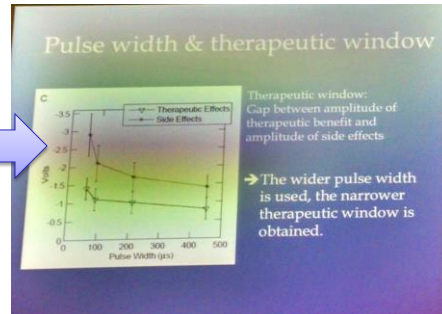 Pulse width & therapeutic window
C
Therapeutic Effects
Side Effects
-3.5
-3
-2.5
-2
-1.5
-1
-0.5
0
Volts
0
100
200
300
400
500
Pulse Width (µs)
Therapeutic window:
Gap between amplitude of
therapeutic benefit and
amplitude of side effects
→ The wider pulse width
is used, the narrower
therapeutic window is
obtained.